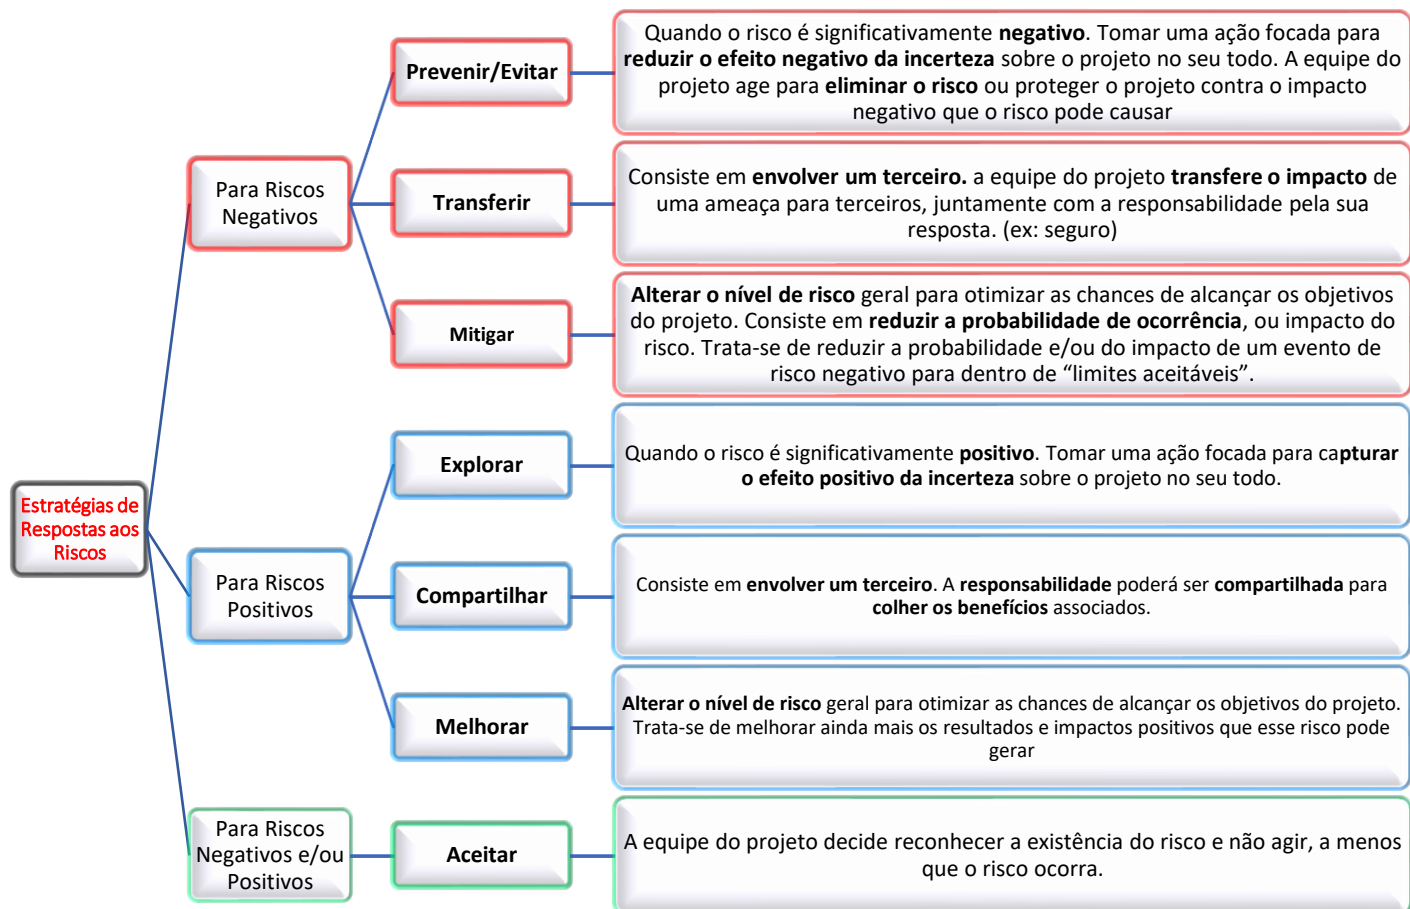 Estratégias de
Respostas aos
Riscos
Para Riscos
Negativos
Prevenir/Evitar
Quando o risco é significativamente negativo. Tomar uma ação focada para
reduzir o efeito negativo da incerteza sobre o projeto no seu todo. A equipe do
projeto age para eliminar o risco ou proteger o projeto contra o impacto
negativo que o risco pode causar
Transferir
Consiste em envolver um terceiro. a equipe do projeto transfere o impacto de
uma ameaça para terceiros, juntamente com a responsabilidade pela sua
resposta. (ex: seguro)
Mitigar
Alterar o nível de risco geral para otimizar as chances de alcançar os objetivos
do projeto. Consiste em reduzir a probabilidade de ocorrência, ou impacto do
risco. Trata-se de reduzir a probabilidade e/ou do impacto de um evento de
risco negativo para dentro de “limites aceitáveis”.
Para Riscos
Positivos
Explorar
Quando o risco é significativamente positivo. Tomar uma ação focada para capturar
o efeito positivo da incerteza sobre o projeto no seu todo.
Compartilhar
Consiste em envolver um terceiro. A responsabilidade poderá ser compartilhada para
colher os benefícios associados.
Melhorar
Alterar o nível de risco geral para otimizar as chances de alcançar os objetivos do projeto.
Trata-se de melhorar ainda mais os resultados e impactos positivos que esse risco pode
gerar
Para Riscos
Negativos e/ou
Positivos
Aceitar
A equipe do projeto decide reconhecer a existência do risco e não agir, a menos
que o risco ocorra.